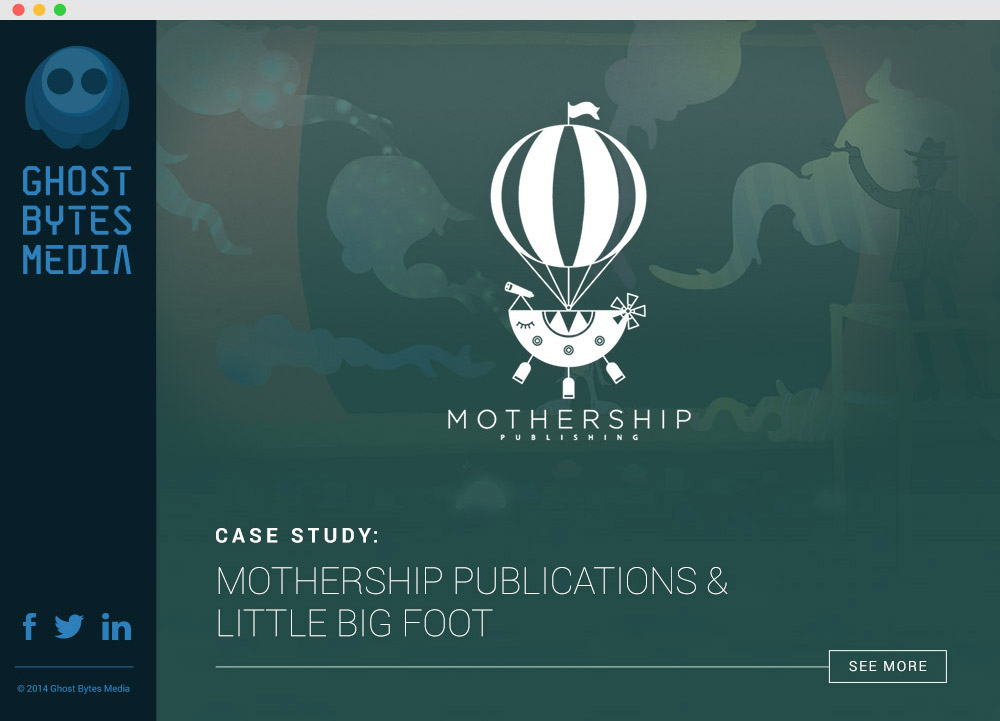 GHOST
BYTES
MEDIA
MOTHERSHIP
PUBLISHING
CASE STUDY:
MOTHERSHIP PUBLICATIONS &
LITTLE BIG FOOT
SEE MORE
f
in
© 2014 Ghost Bytes Media